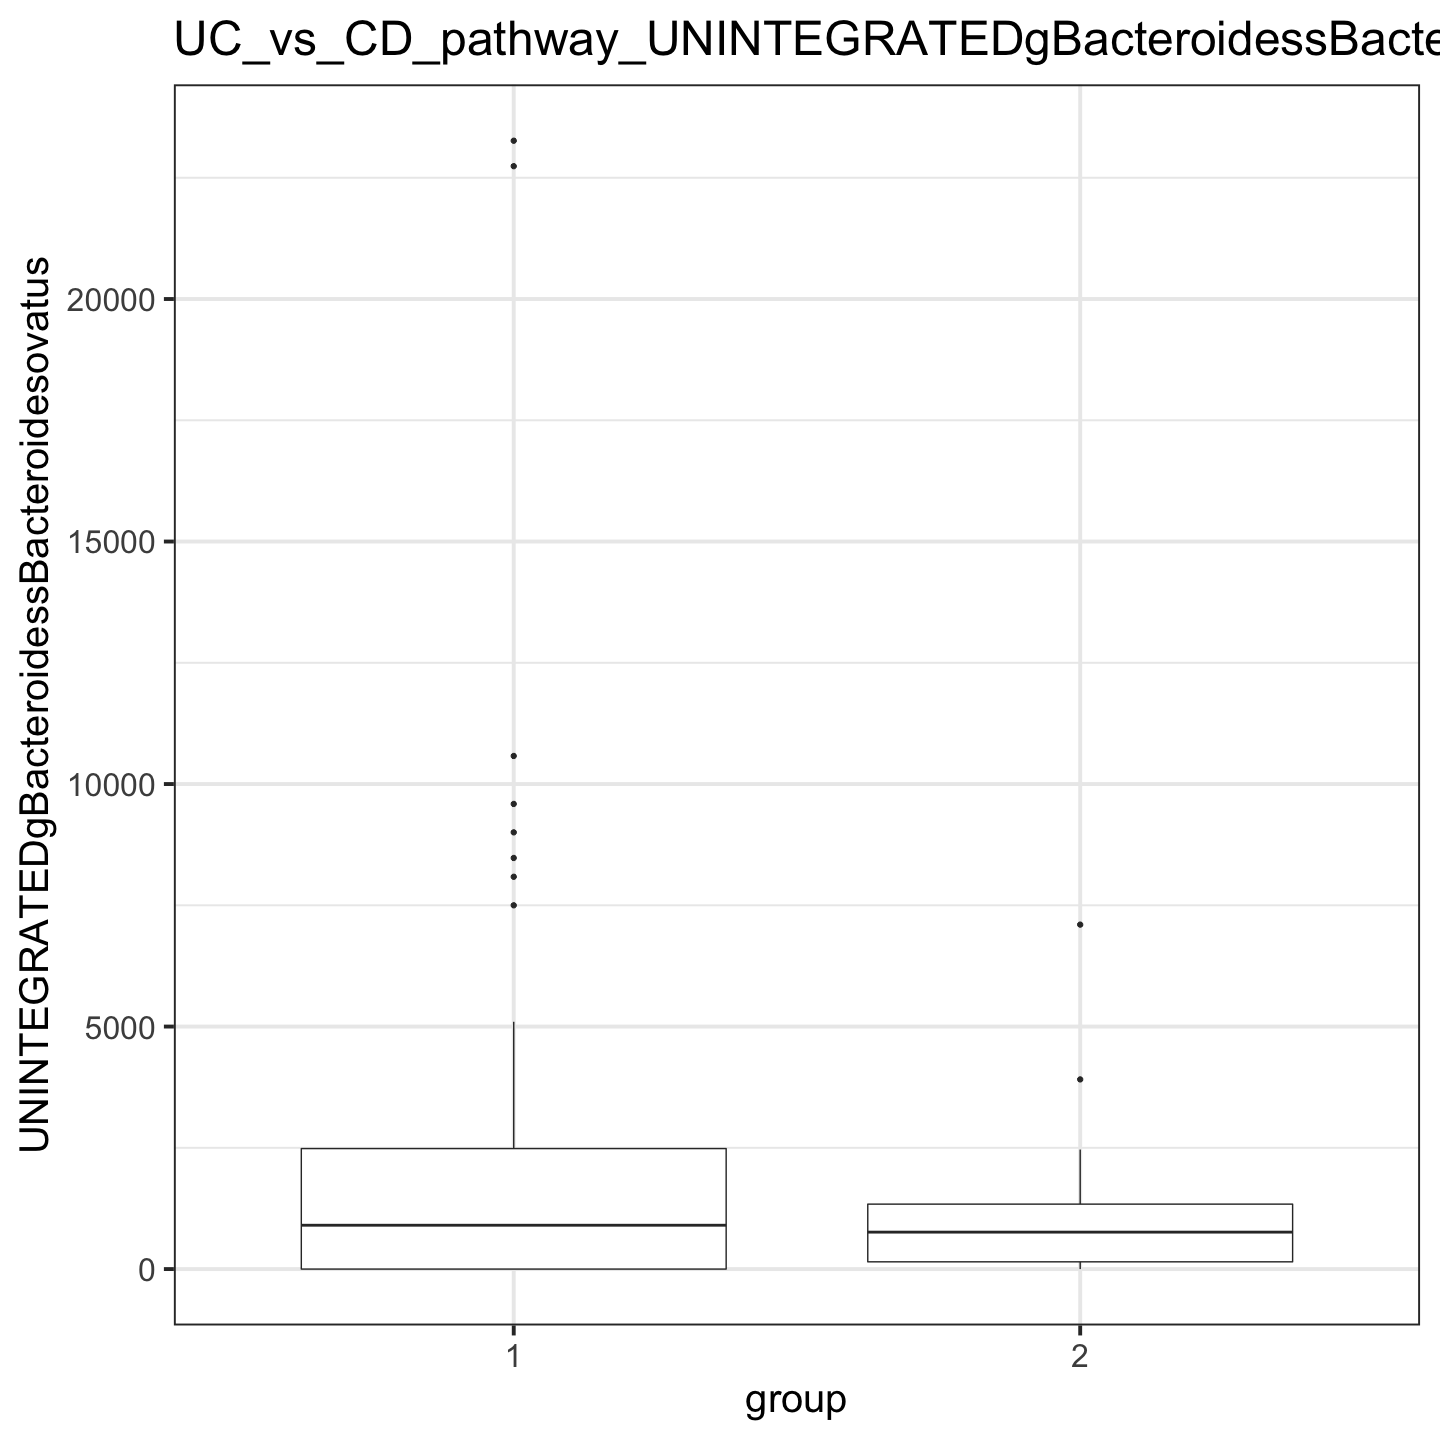 UC_vs_CD_pathway_UNINTEGRATEDgBacteroidessBacte
UNINTEGRATEDgBacteroidessBacteroidesovatus
20000
15000
10000
5000
0
1
2
group